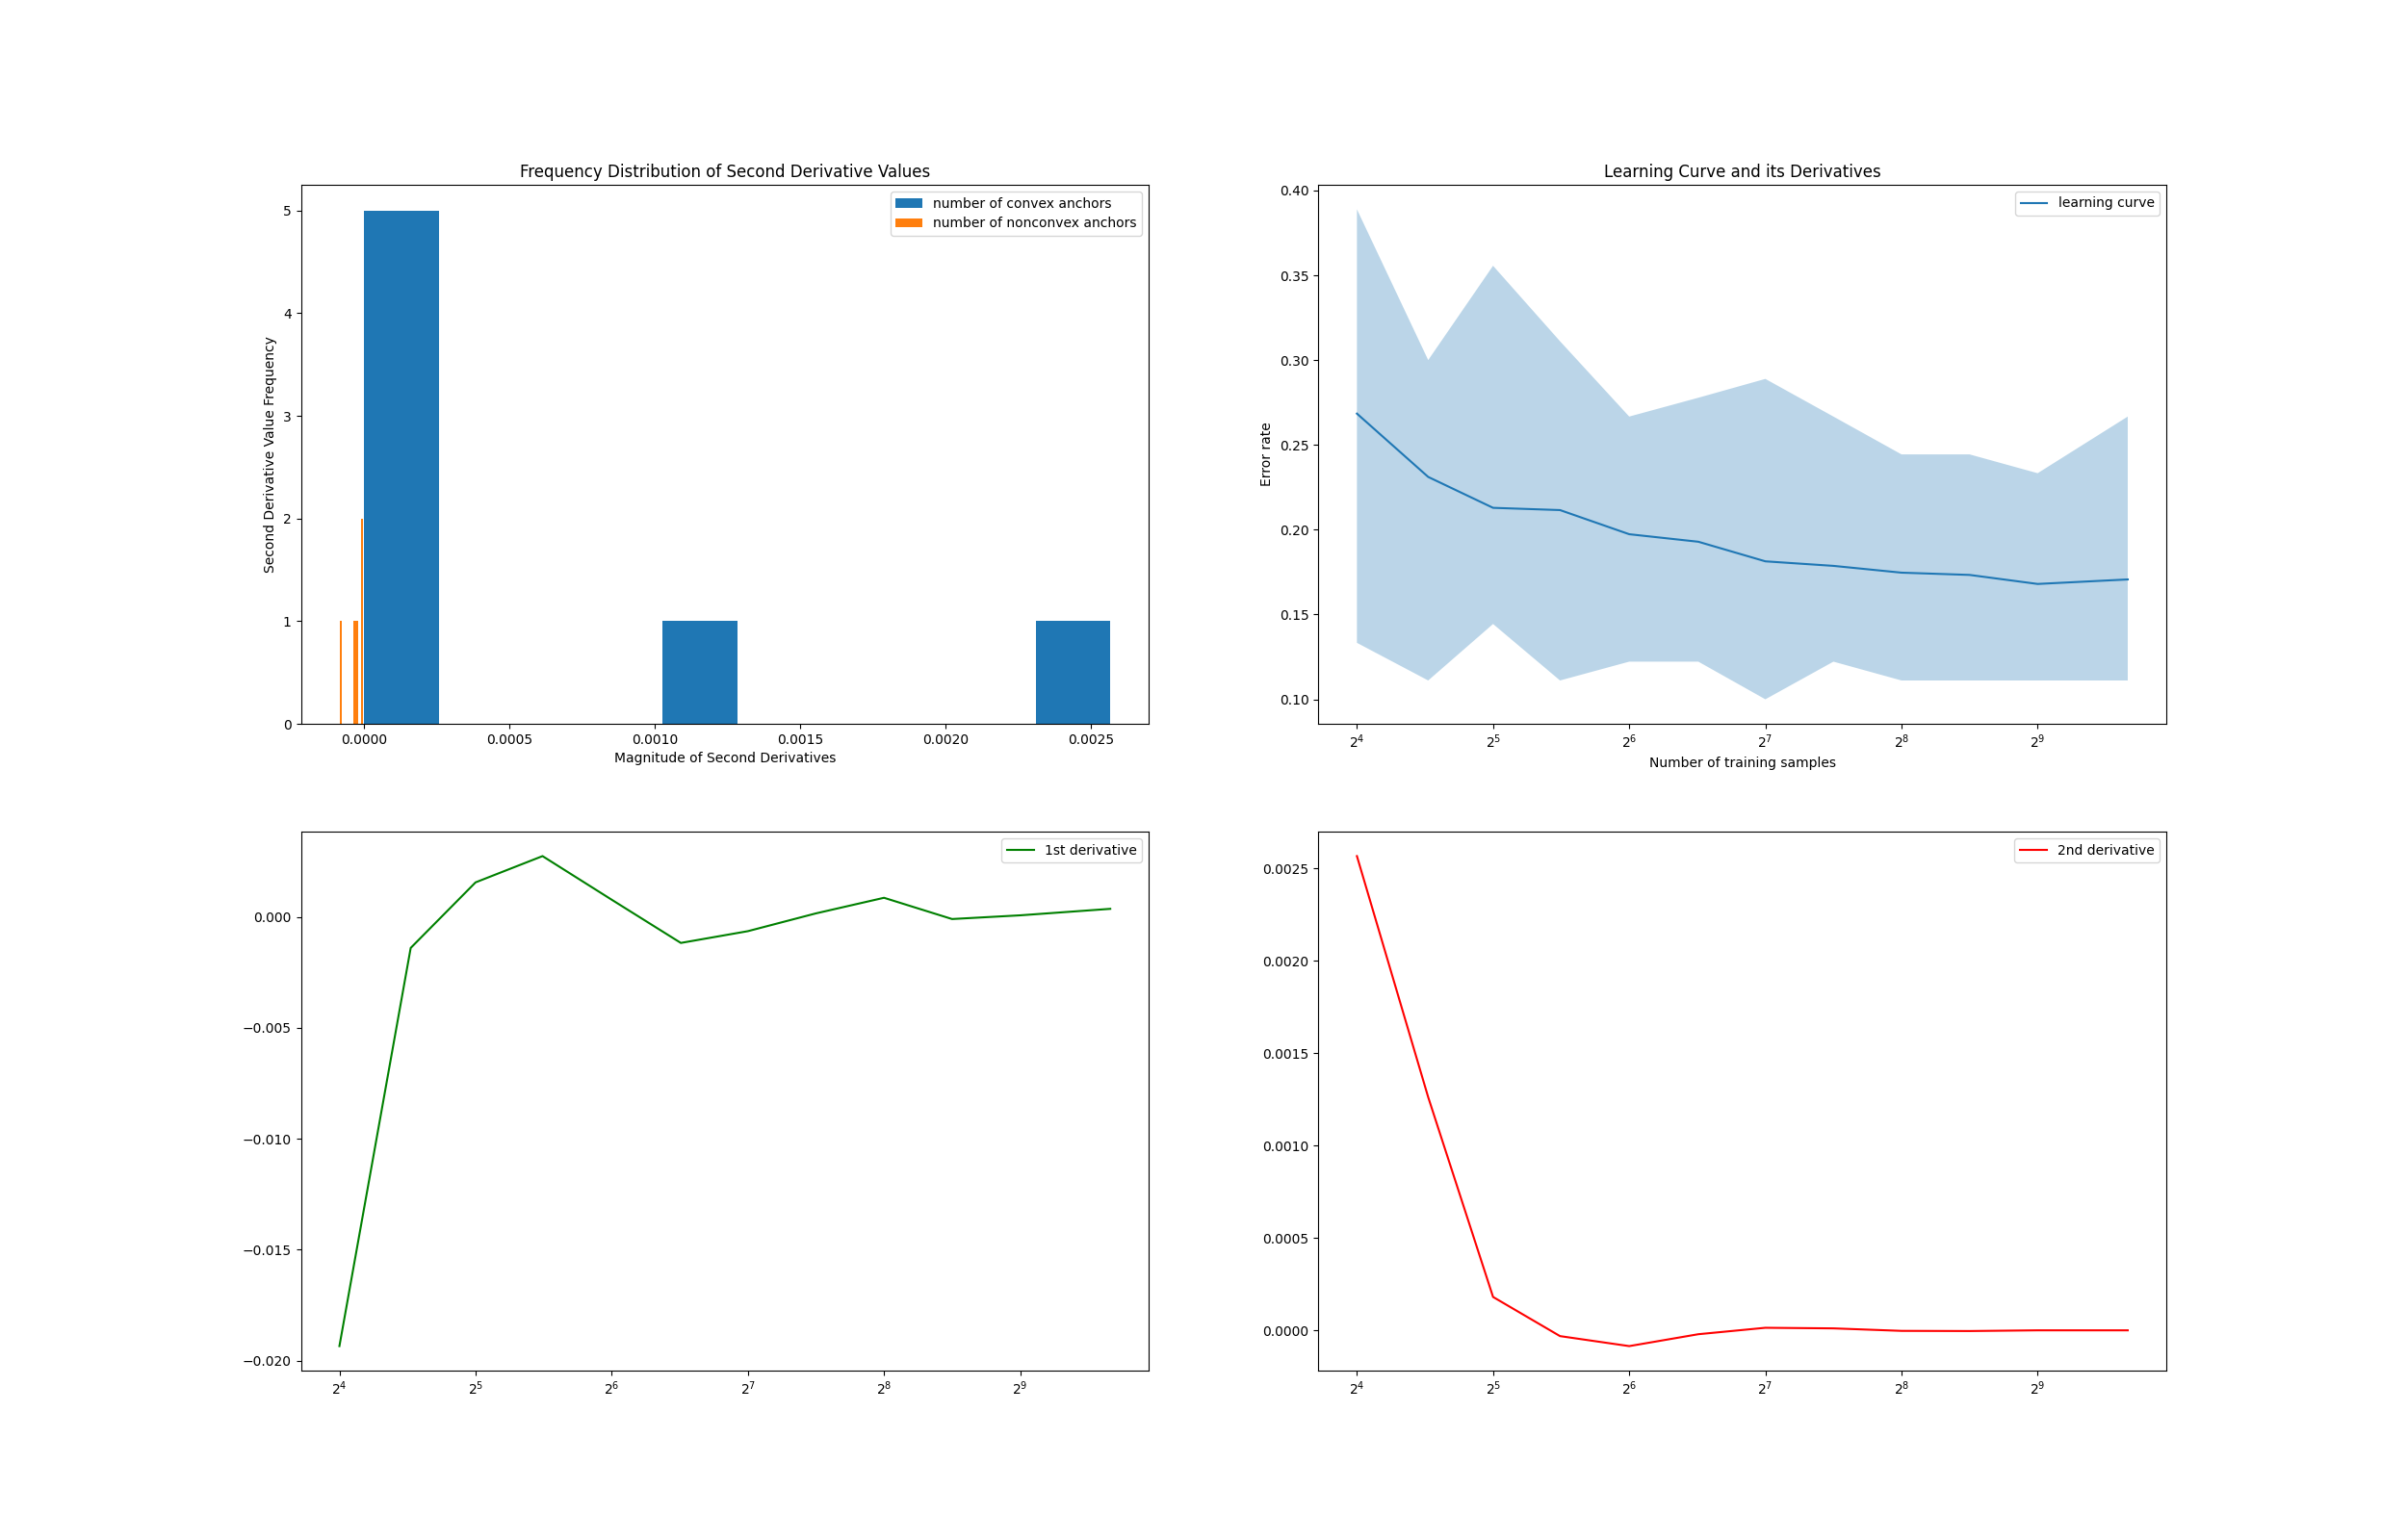 Frequency Distribution of Second Derivative Values
number of convex anchors
number of nonconvex anchors
5
4
3
2
1
0
Second Derivative Value Frequency
0.0000 0.0005 0.0010 0.0015 0.0020 0.0025
Magnitude of Second Derivatives
Learning Curve and its Derivatives
learning curve
0.40
0.35
0.30
0.25
0.20
0.15
0.10
Error rate
2⁴ 2⁵ 2⁶ 2⁷ 2⁸ 2⁹
Number of training samples
1st derivative
0.000
−0.005
−0.010
−0.015
−0.020
2⁴ 2⁵ 2⁶ 2⁷ 2⁸ 2⁹
2nd derivative
0.0025
0.0020
0.0015
0.0010
0.0005
0.0000
2⁴ 2⁵ 2⁶ 2⁷ 2⁸ 2⁹